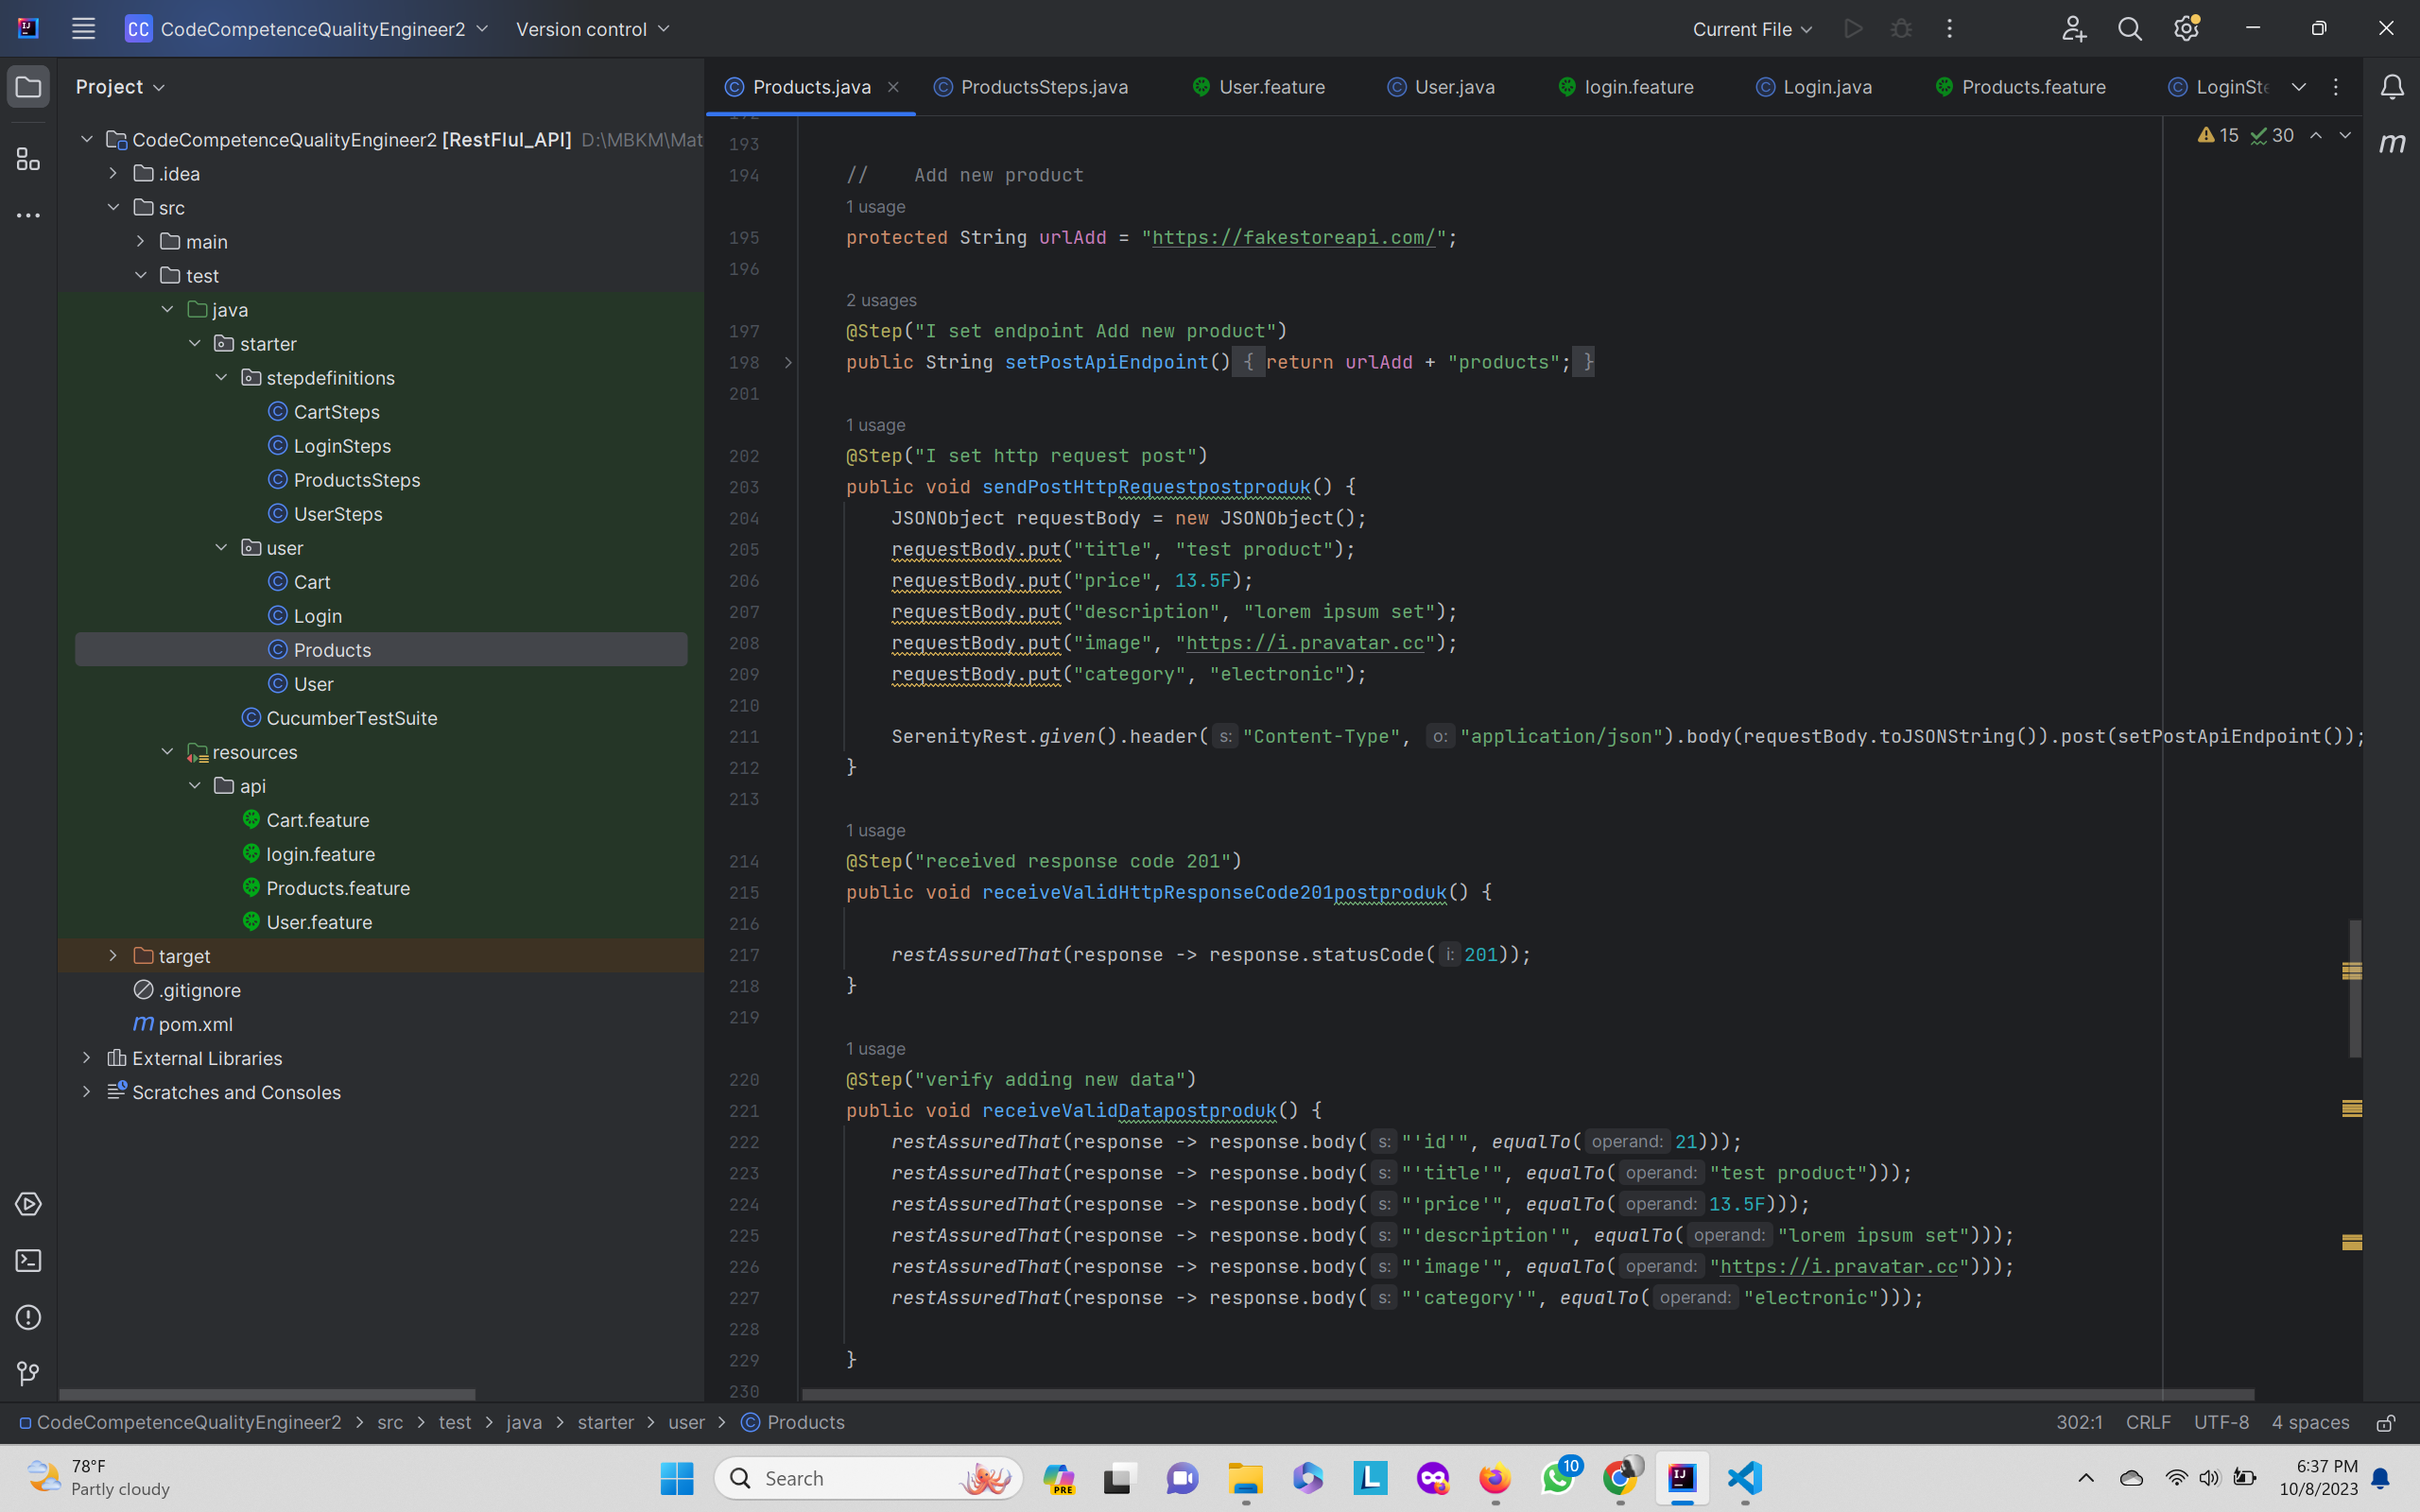 CC CodeCompetenceQualityEngineer2 Version control Current File
Project
Products.java ProductsSteps.java User.feature User.java login.feature Login.java Products.feature LoginSte
CodeCompetenceQualityEngineer2 [RestFlul_API] D:\MBKM\Mat
.idea
src
main
test
java
starter
stepdefinitions
CartSteps
LoginSteps
ProductsSteps
UserSteps
user
Cart
Login
Products
User
CucumberTestSuite
resources
api
Cart.feature
login.feature
Products.feature
User.feature
target
.gitignore
pom.xml
External Libraries
Scratches and Consoles
15 30
193
194 // Add new product
1 usage
195 protected String urlAdd = "https://fakestoreapi.com/";
196
2 usages
197 @Step("I set endpoint Add new product")
198 public String setPostApiEndpoint() { return urlAdd + "products"; }
201
1 usage
202 @Step("I set http request post")
203 public void sendPostHttpRequestpostproduk() {
204 JSONObject requestBody = new JSONObject();
205 requestBody.put("title", "test product");
206 requestBody.put("price", 13.5F);
207 requestBody.put("description", "lorem ipsum set");
208 requestBody.put("image", "https://i.pravatar.cc");
209 requestBody.put("category", "electronic");
210
211 SerenityRest.given().header( s: "Content-Type", o: "application/json").body(requestBody.toJSONString()).post(setPostApiEndpoint());
212 }
213
1 usage
214 @Step("received response code 201")
215 public void receiveValidHttpResponseCode201postproduk() {
216
217 restAssuredThat(response -> response.statusCode( i: 201));
218 }
219
1 usage
220 @Step("verify adding new data")
221 public void receiveValidDatapostproduk() {
222 restAssuredThat(response -> response.body( s: "'id'", equalTo( operand: 21)));
223 restAssuredThat(response -> response.body( s: "'title'", equalTo( operand: "test product")));
224 restAssuredThat(response -> response.body( s: "'price'", equalTo( operand: 13.5F)));
225 restAssuredThat(response -> response.body( s: "'description'", equalTo( operand: "lorem ipsum set")));
226 restAssuredThat(response -> response.body( s: "'image'", equalTo( operand: "https://i.pravatar.cc")));
227 restAssuredThat(response -> response.body( s: "'category'", equalTo( operand: "electronic")));
228
229 }
230
CodeCompetenceQualityEngineer2 > src > test > java > starter > user > Products 302:1 CRLF UTF-8 4 spaces
78°F
Partly cloudy
Search
PRE
10
6:37 PM
10/8/2023